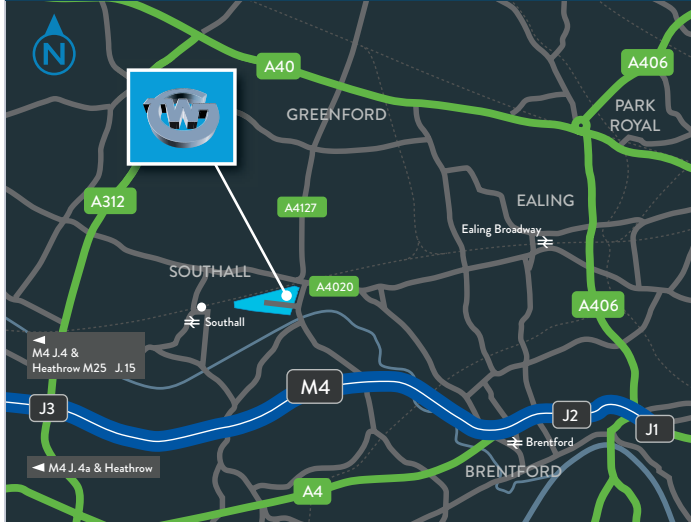 N
A40
A406
PARK
ROYAL
GREENFORD
A312
A4127
EALING
Ealing Broadway
SOUTHALL
A4020
A406
Southall
M4 J.4 &
Heathrow M25 J.15
M4
J3
J2
J1
Brentford
M4 J.4a & Heathrow
BRENTFORD
A4